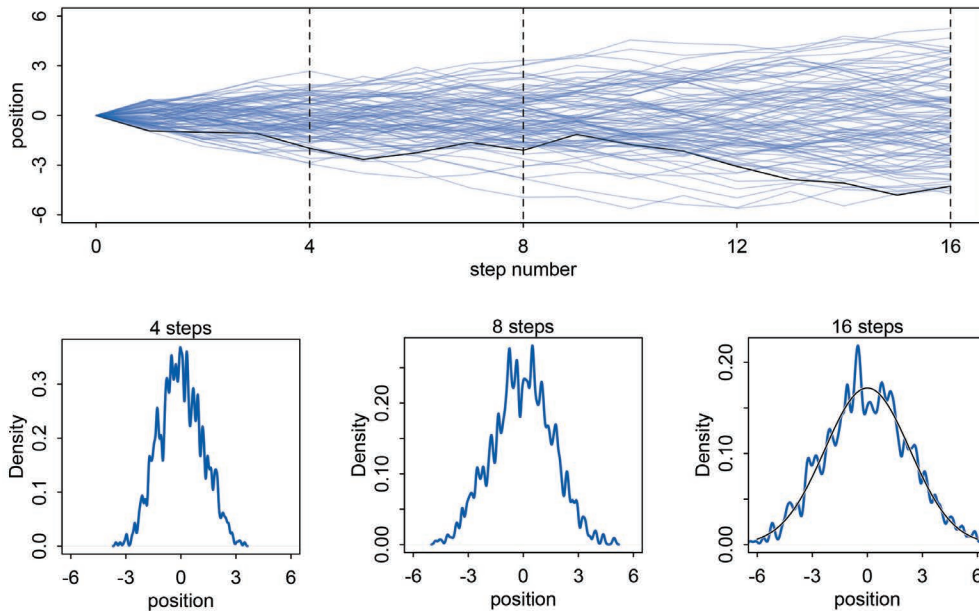 6
3
0
-3
-6
position
0 4 8 12 16
step number
4 steps
0.3
0.2
0.1
0.0
Density
-6 -3 0 3 6
position
8 steps
0.20
0.10
0.00
Density
-6 -3 0 3 6
position
16 steps
0.20
0.10
0.00
Density
-6 -3 0 3 6
position